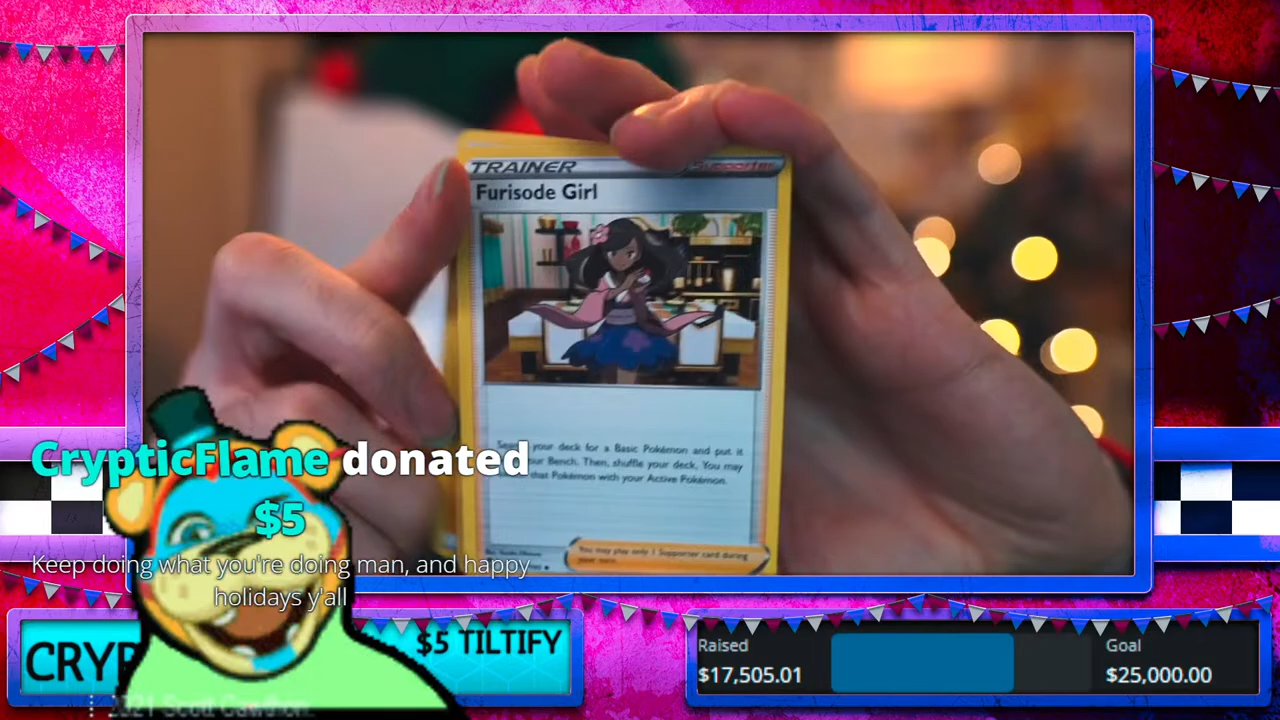 TRAINER Supporter
Furisode Girl
your deck for a Basic Pokémon and put it
our Bench. Then, shuffle your deck. You may
that Pokémon with your Active Pokémon.
You may play only 1 Supporter card during
your turn.
CrypticFlame donated
$5
Keep doing what you're doing man, and happy
holidays y'all
CRYP
$5 TILTIFY
2021 Scott Cawthon
Raised
$17,505.01
Goal
$25,000.00